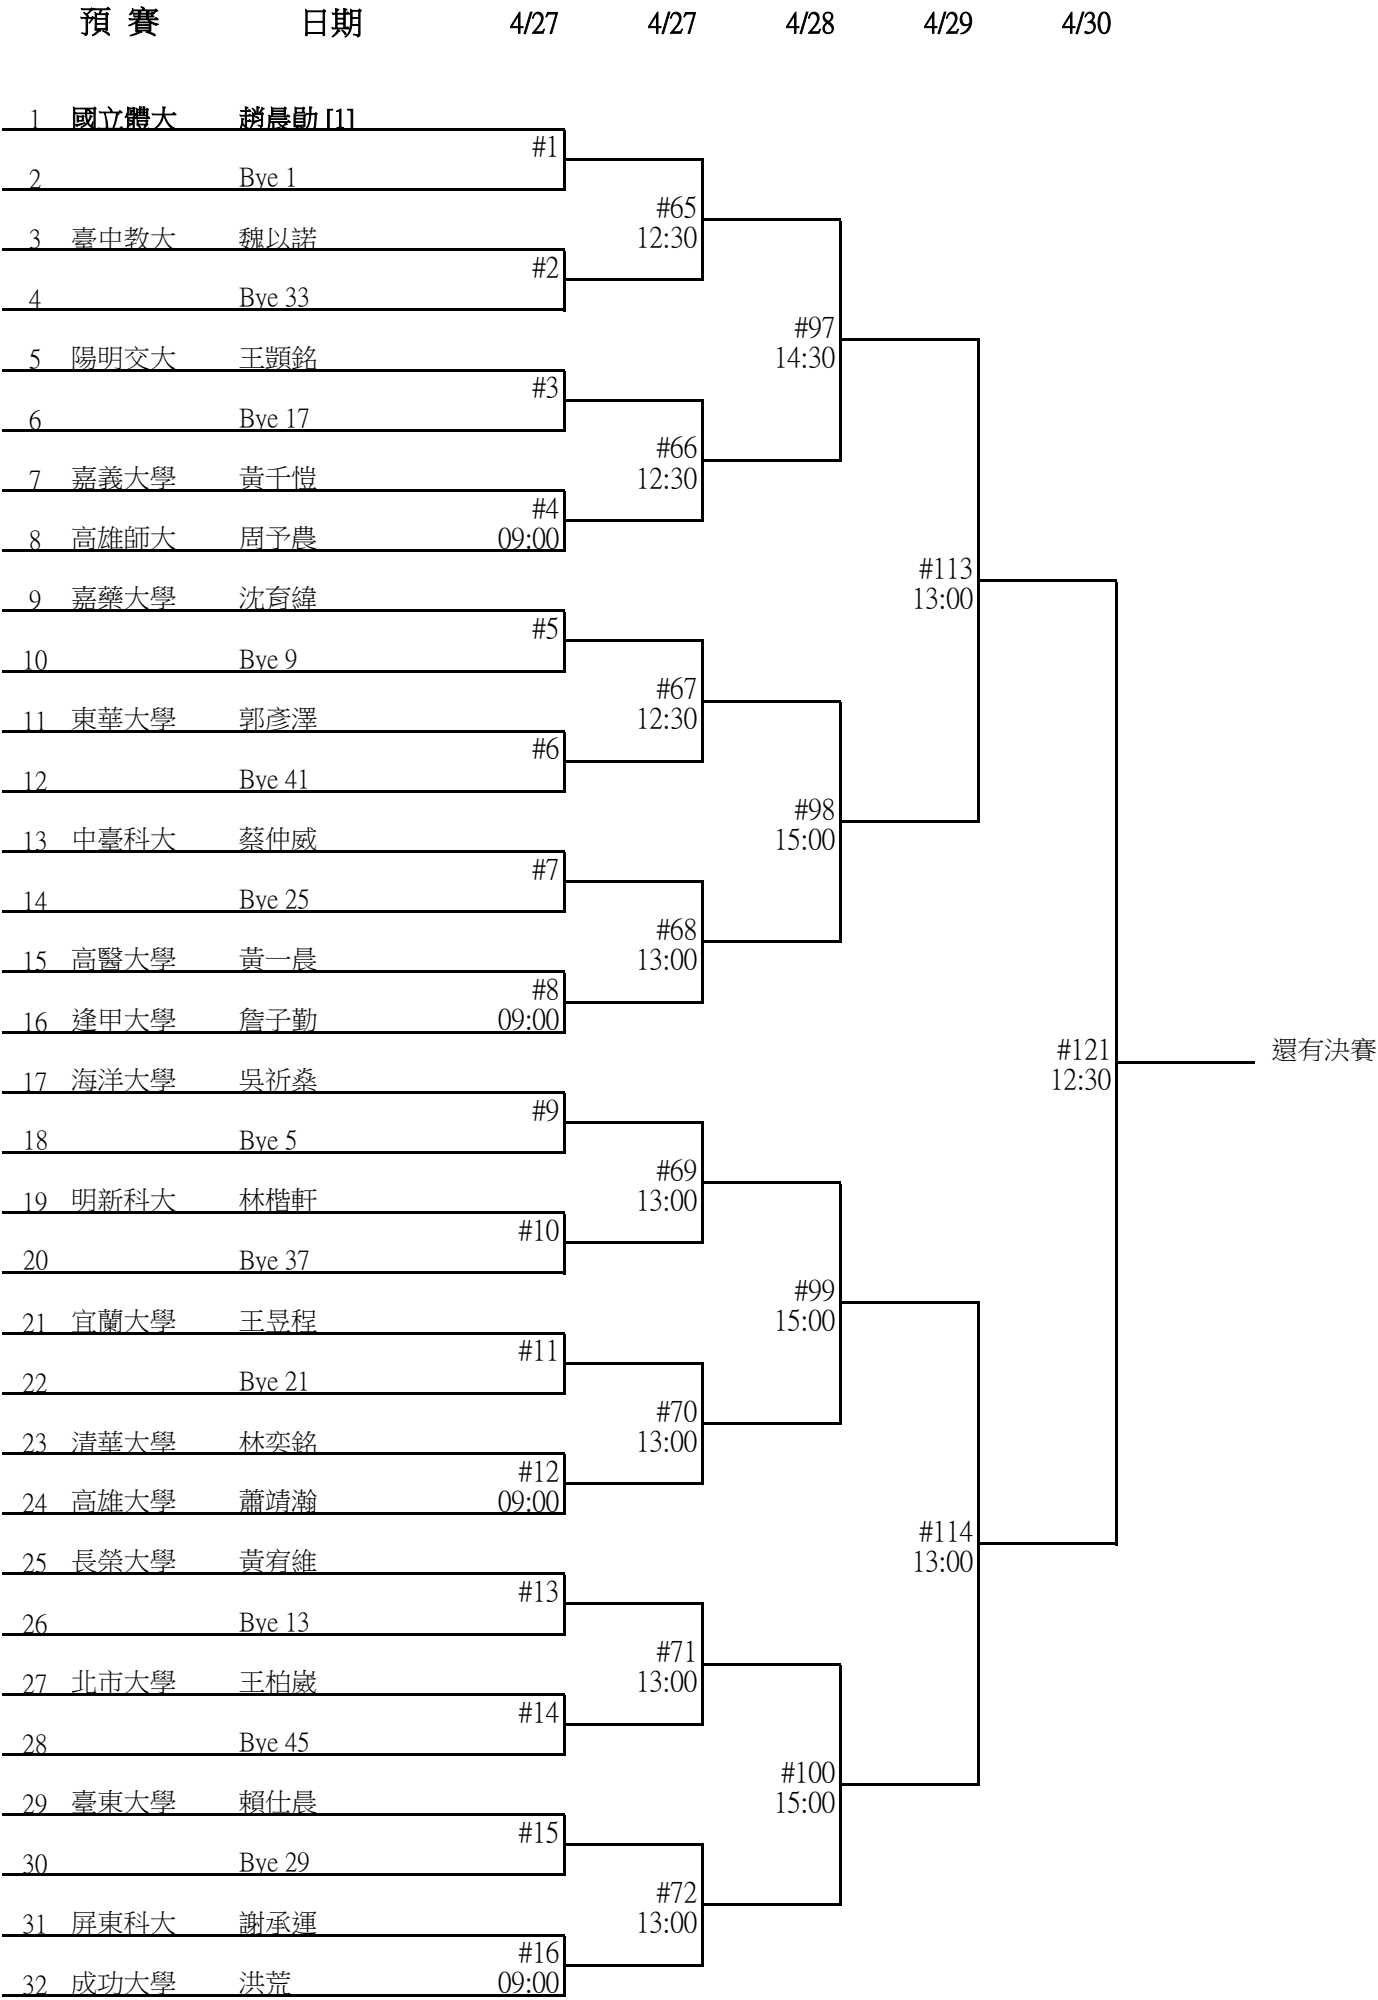 預 賽 日期 4/27 4/27 4/28 4/29 4/30
1 國立體大 趙晨勛 [1]
#1
2 Bye 1
#65
3 臺中教大 魏以諾 12:30
#2
4 Bye 33
#97
5 陽明交大 王顗銘 14:30
#3
6 Bye 17
#66
7 嘉義大學 黃千愷 12:30
#4
8 高雄師大 周予農 09:00
#113
9 嘉藥大學 沈育緯 13:00
#5
10 Bye 9
#67
11 東華大學 郭彥澤 12:30
#6
12 Bye 41
#98
13 中臺科大 蔡仲威 15:00
#7
14 Bye 25
#68
15 高醫大學 黃一晨 13:00
#8
16 逢甲大學 詹子勤 09:00
#121 還有決賽
17 海洋大學 吳祈燊 12:30
#9
18 Bye 5
#69
19 明新科大 林楷軒 13:00
#10
20 Bye 37
#99
21 宜蘭大學 王昱程 15:00
#11
22 Bye 21
#70
23 清華大學 林奕銘 13:00
#12
24 高雄大學 蕭靖瀚 09:00
#114
25 長榮大學 黃宥維 13:00
#13
26 Bye 13
#71
27 北市大學 王柏崴 13:00
#14
28 Bye 45
#100
29 臺東大學 賴仕晨 15:00
#15
30 Bye 29
#72
31 屏東科大 謝承運 13:00
#16
32 成功大學 洪荒 09:00